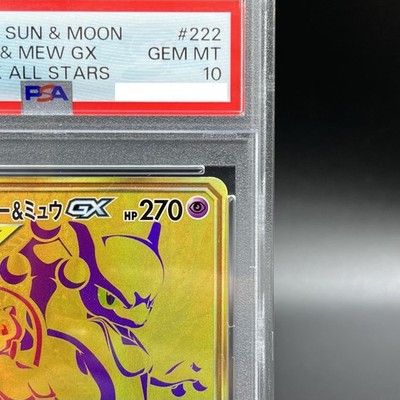 SUN & MOON #222
& MEW GX GEM MT
ALL STARS 10
PSA
ー&ミュウGX HP 270